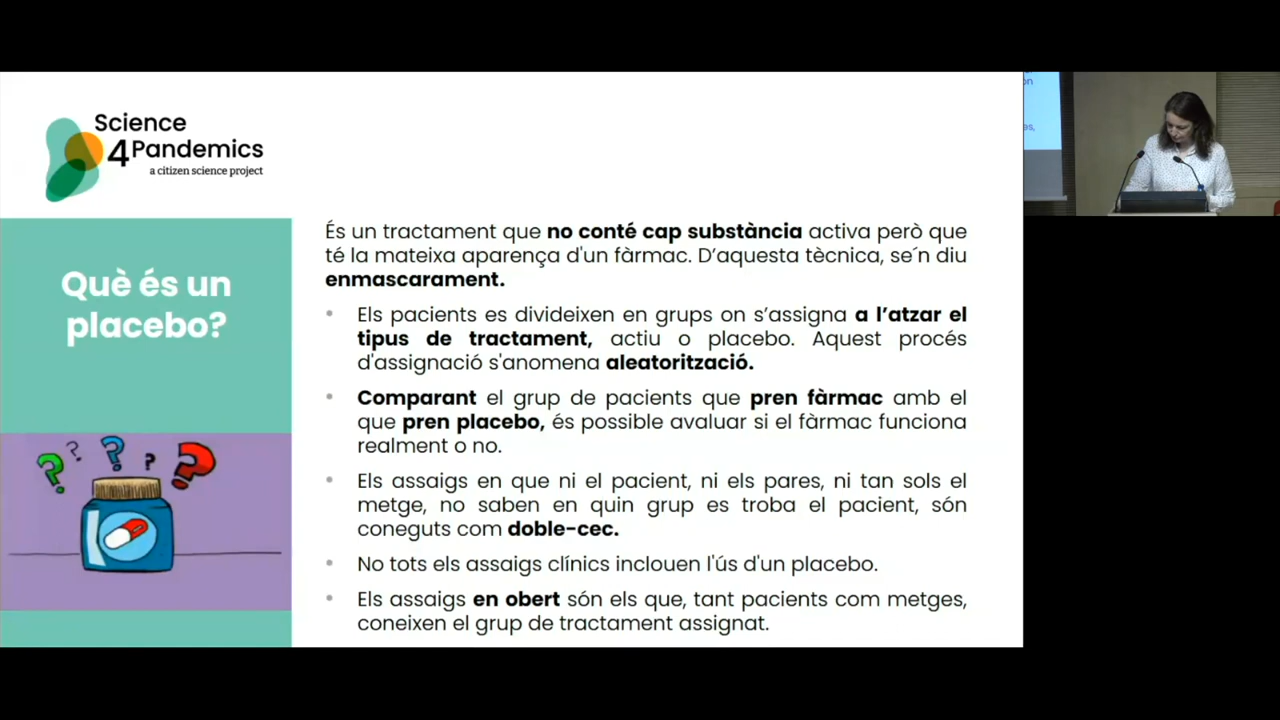 Science
4Pandemics
a citizen science project
Què és un
placebo?
És un tractament que no conté cap substància activa però que
té la mateixa aparença d'un fàrmac. D’aquesta tècnica, se´n diu
enmascarament.
• Els pacients es divideixen en grups on s’assigna a l’atzar el
tipus de tractament, actiu o placebo. Aquest procés
d'assignació s'anomena aleatorització.
• Comparant el grup de pacients que pren fàrmac amb el
que pren placebo, és possible avaluar si el fàrmac funciona
realment o no.
• Els assaigs en que ni el pacient, ni els pares, ni tan sols el
metge, no saben en quin grup es troba el pacient, són
coneguts com doble-cec.
• No tots els assaigs clínics inclouen l'ús d'un placebo.
• Els assaigs en obert són els que, tant pacients com metges,
coneixen el grup de tractament assignat.